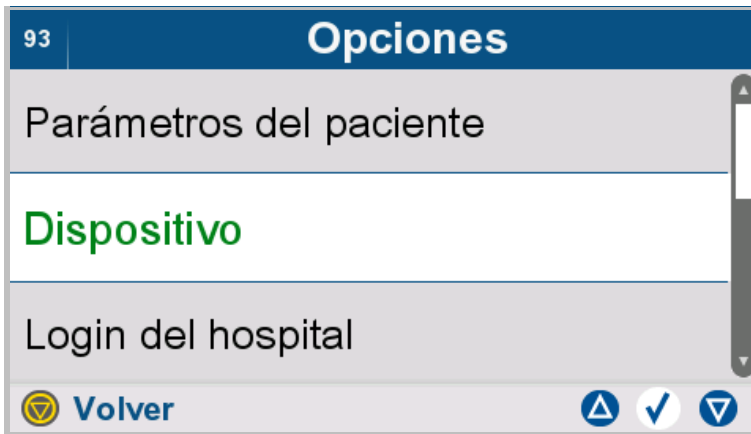 93
Opciones
Parámetros del paciente
Dispositivo
Login del hospital
Volver